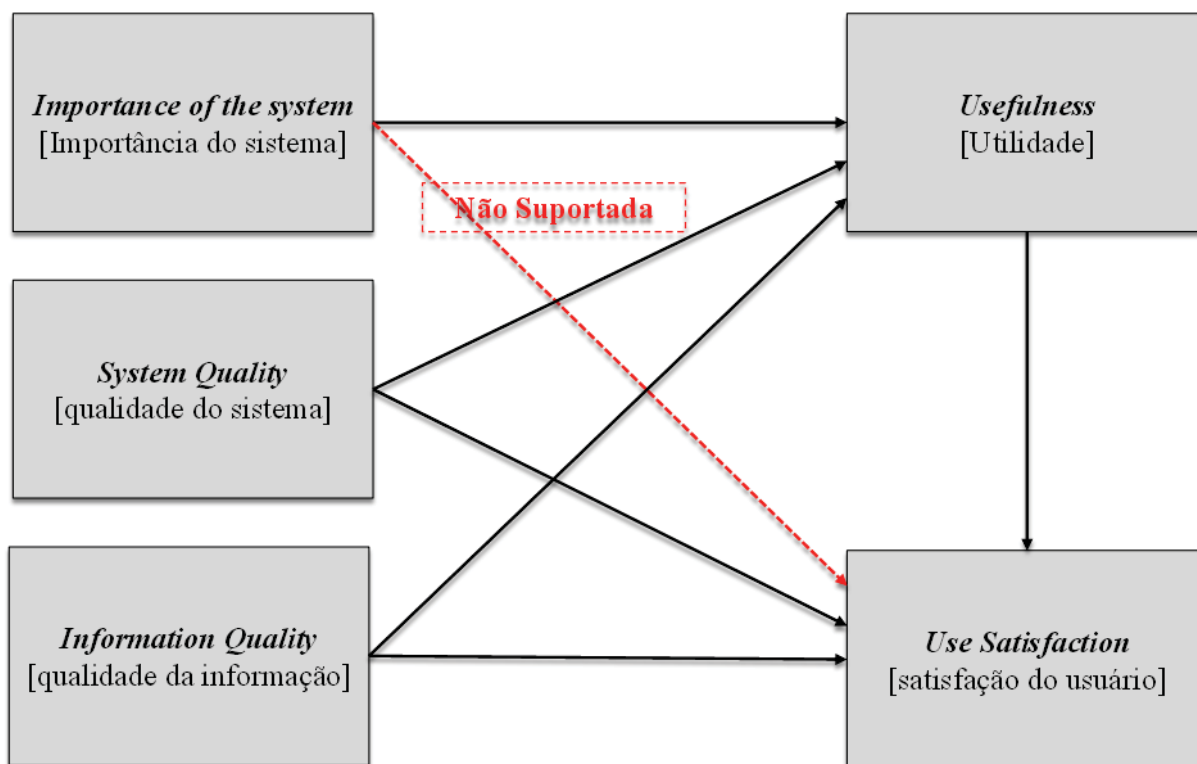 Importance of the system
[Importância do sistema]
Usefulness
[Utilidade]
Não Suportada
System Quality
[qualidade do sistema]
Information Quality
[qualidade da informação]
Use Satisfaction
[satisfação do usuário]